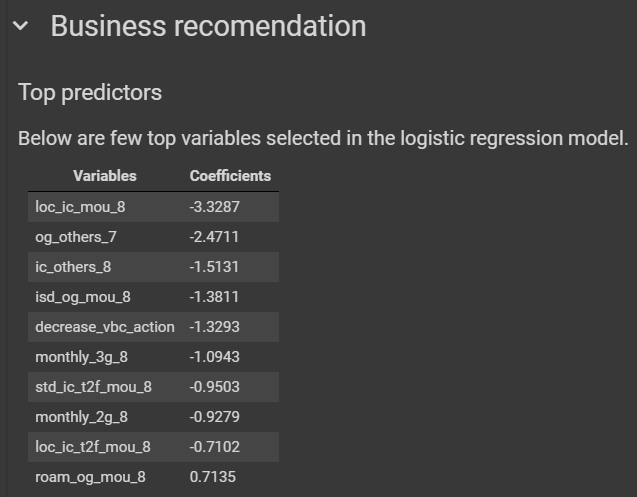 Business recomendation
Top predictors
Below are few top variables selected in the logistic regression model.
Variables Coefficients
loc_ic_mou_8 -3.3287
og_others_7 -2.4711
ic_others_8 -1.5131
isd_og_mou_8 -1.3811
decrease_vbc_action -1.3293
monthly_3g_8 -1.0943
std_ic_t2f_mou_8 -0.9503
monthly_2g_8 -0.9279
loc_ic_t2f_mou_8 -0.7102
roam_og_mou_8 0.7135